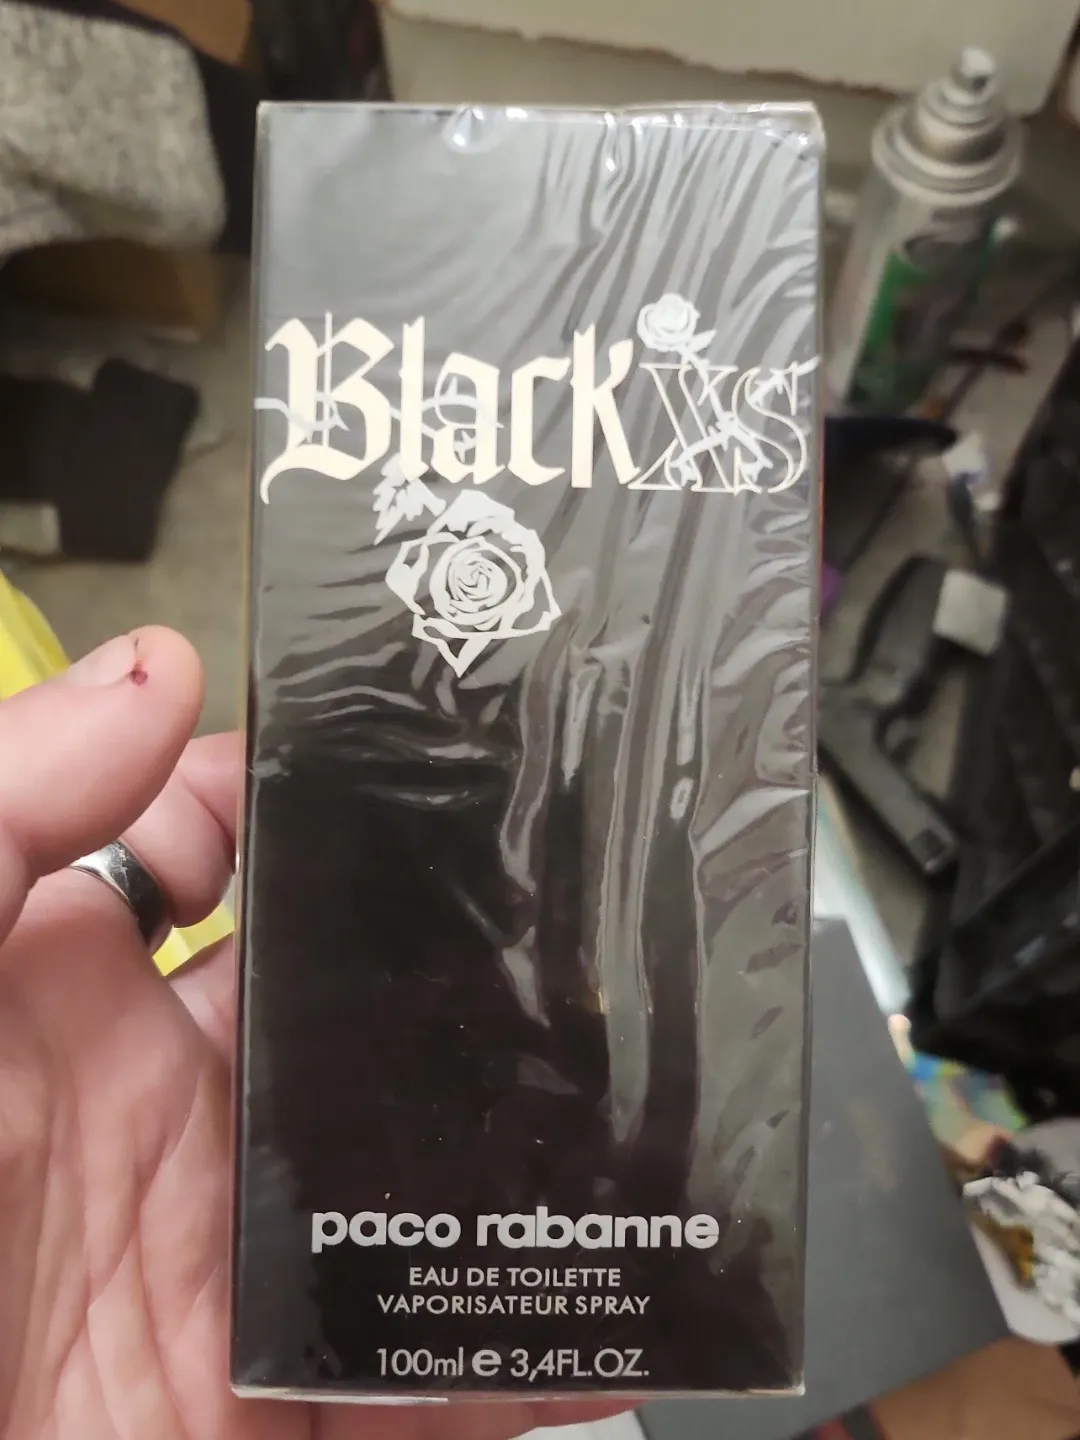 Black XS
paco rabanne
EAU DE TOILETTE
VAPORISATEUR SPRAY
100ml e 3,4FL.OZ.